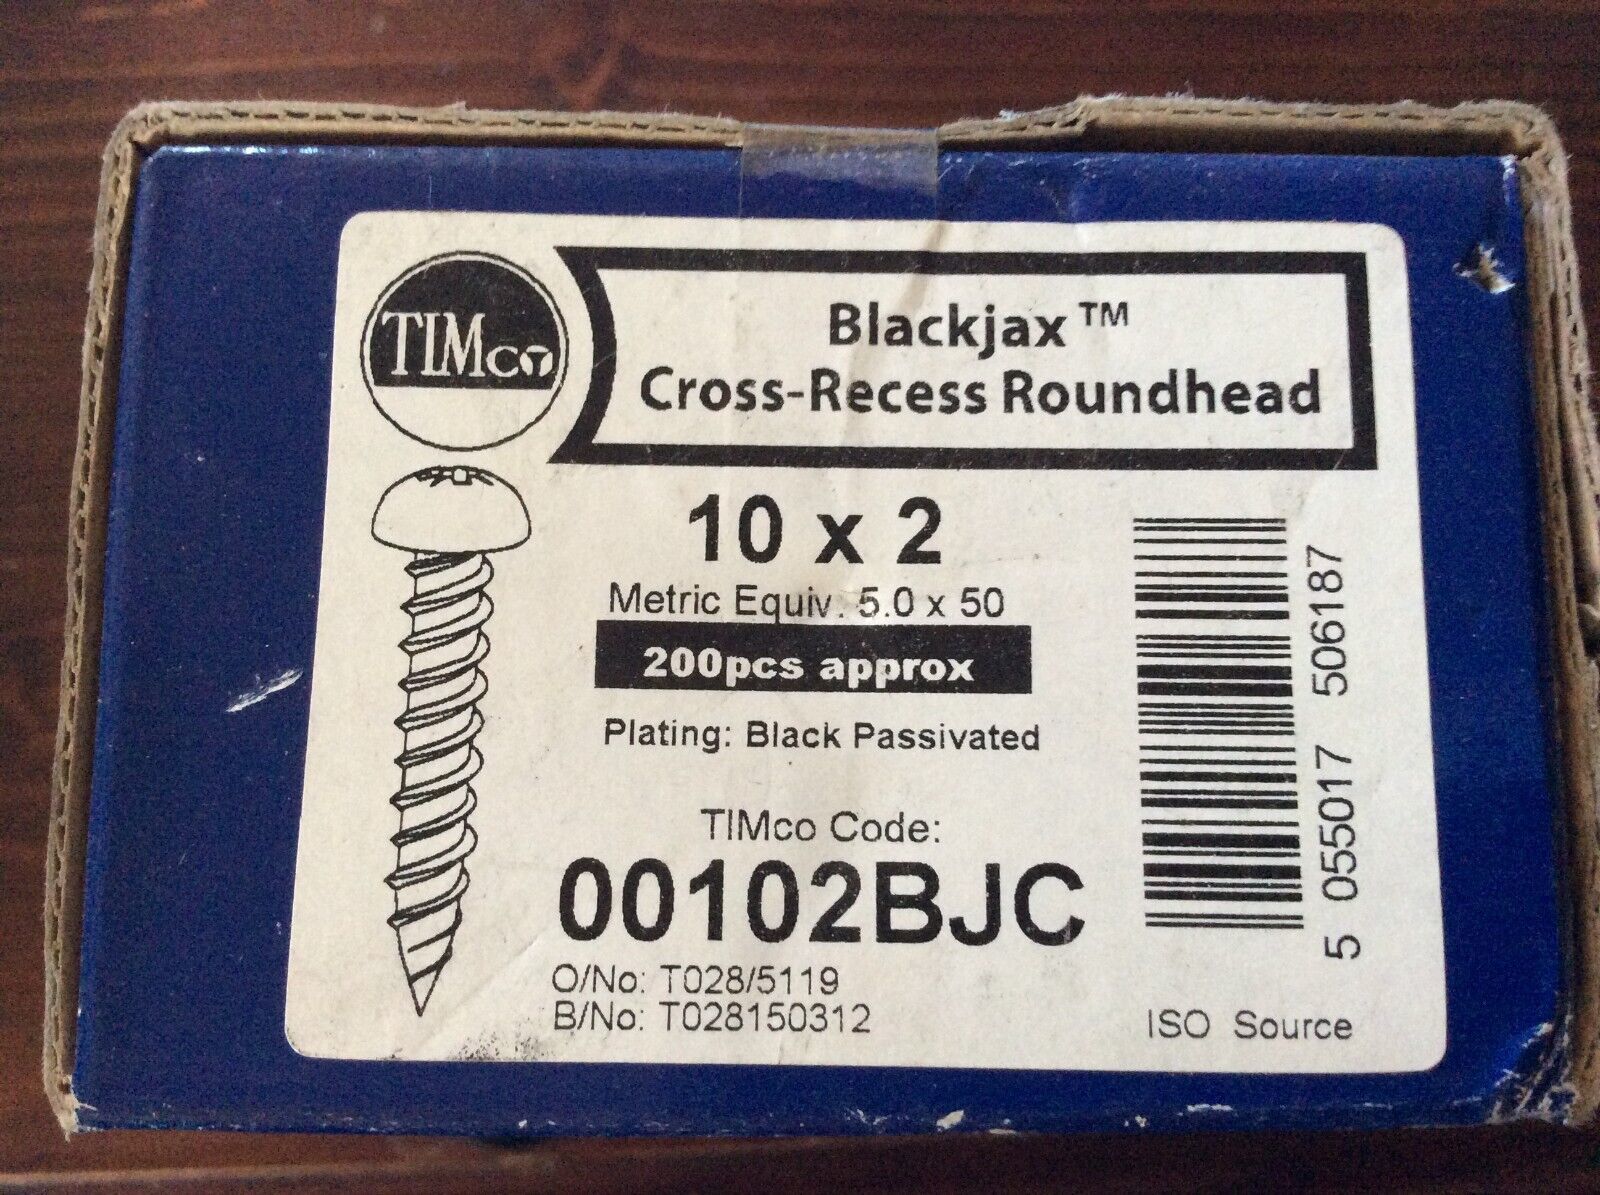 TIMco
Blackjax™
Cross-Recess Roundhead
10 x 2
Metric Equiv. 5.0 x 50
200pcs approx
Plating: Black Passivated
TIMco Code:
00102BJC
O/No: T028/5119
B/No: T028150312
5 055017 506187
ISO Source